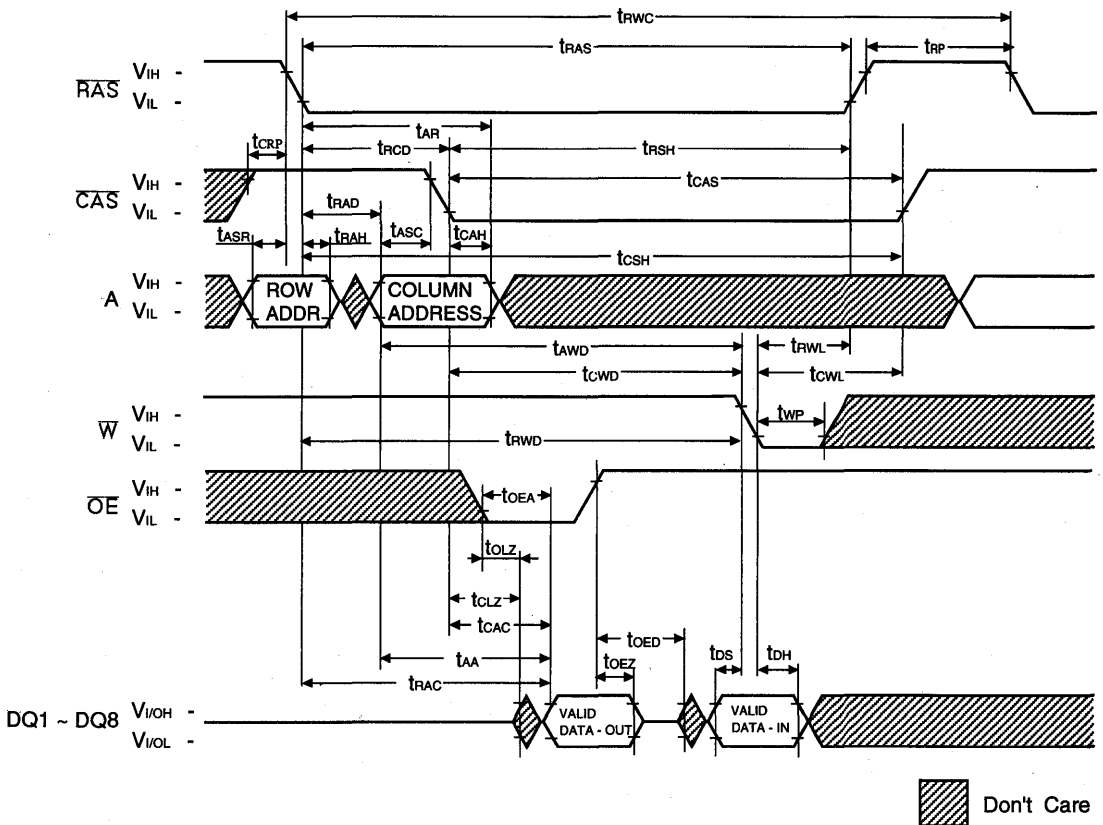 tRWC
tRAS
tRP
RAS
VIH -
VIL -
tAR
tCRP
tRCD
tRSH
CAS
VIH -
VIL -
tCAS
tRAD
tASR
tRAH
tASC
tCAH
tCSH
A
VIH -
VIL -
ROW
ADDR
COLUMN
ADDRESS
tAWD
tRWL
tCWD
tCWL
W
VIH -
VIL -
tWP
tRWD
OE
VIH -
VIL -
tOEA
tOLZ
tCLZ
tCAC
tOED
tAA
tOEZ
tDS
tDH
tRAC
DQ1 ~ DQ8
VI/OH -
VI/OL -
VALID
DATA - OUT
VALID
DATA - IN
Don't Care